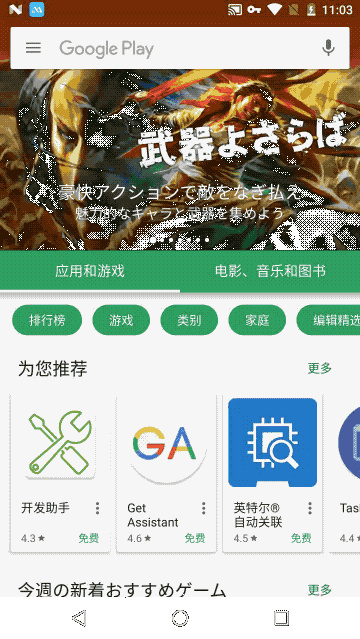 11:03
Google Play
武器よさらば
豪快アクションで敵をなぎ払え
魅力的なキャラと武器を集めよう
应用和游戏
电影、音乐和图书
排行榜
游戏
类别
家庭
编辑精选
为您推荐
更多
开发助手
4.3★
免费
Get
Assistant
4.6★
免费
英特尔®
自动关联
4.5★
免费
Tas
4.4
今週の新着おすすめゲーム
更多